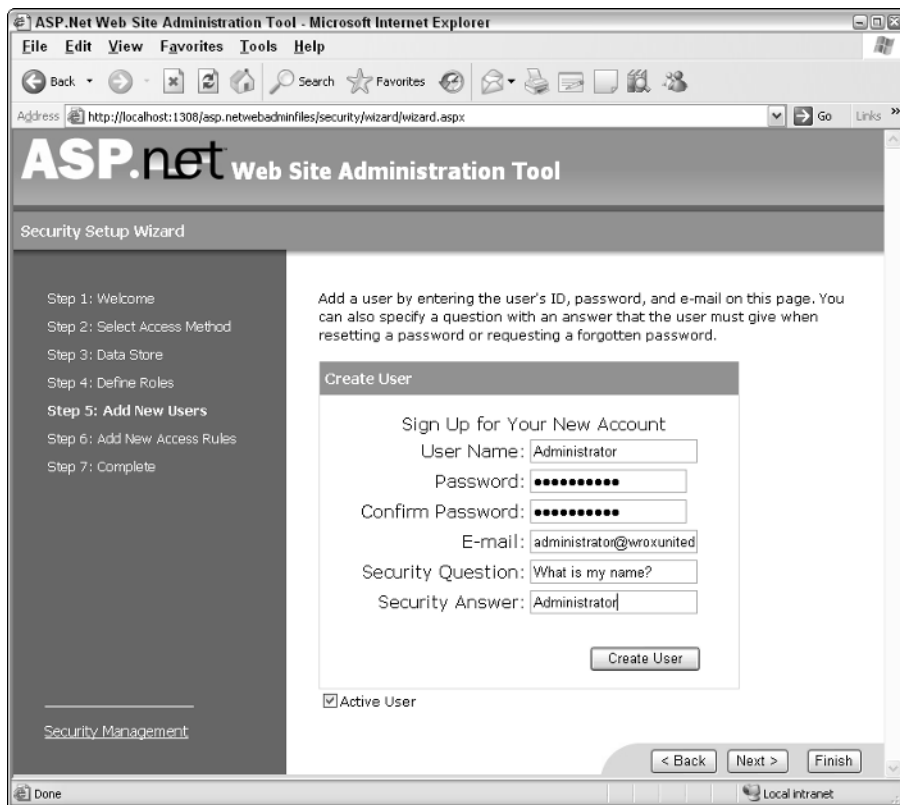 ASP.Net Web Site Administration Tool - Microsoft Internet Explorer
File Edit View Favorites Tools Help
Back Search Favorites
Address http://localhost:1308/asp.netwebadminfiles/security/wizard/wizard.aspx Go Links »
ASP.net Web Site Administration Tool
Security Setup Wizard
Step 1: Welcome
Step 2: Select Access Method
Step 3: Data Store
Step 4: Define Roles
Step 5: Add New Users
Step 6: Add New Access Rules
Step 7: Complete
Security Management
Add a user by entering the user's ID, password, and e-mail on this page. You
can also specify a question with an answer that the user must give when
resetting a password or requesting a forgotten password.
Create User
Sign Up for Your New Account
User Name: Administrator
Password: ••••••••••
Confirm Password: ••••••••••
E-mail: administrator@wroxunited
Security Question: What is my name?
Security Answer: Administrator
Create User
Active User
< Back Next > Finish
Done Local intranet